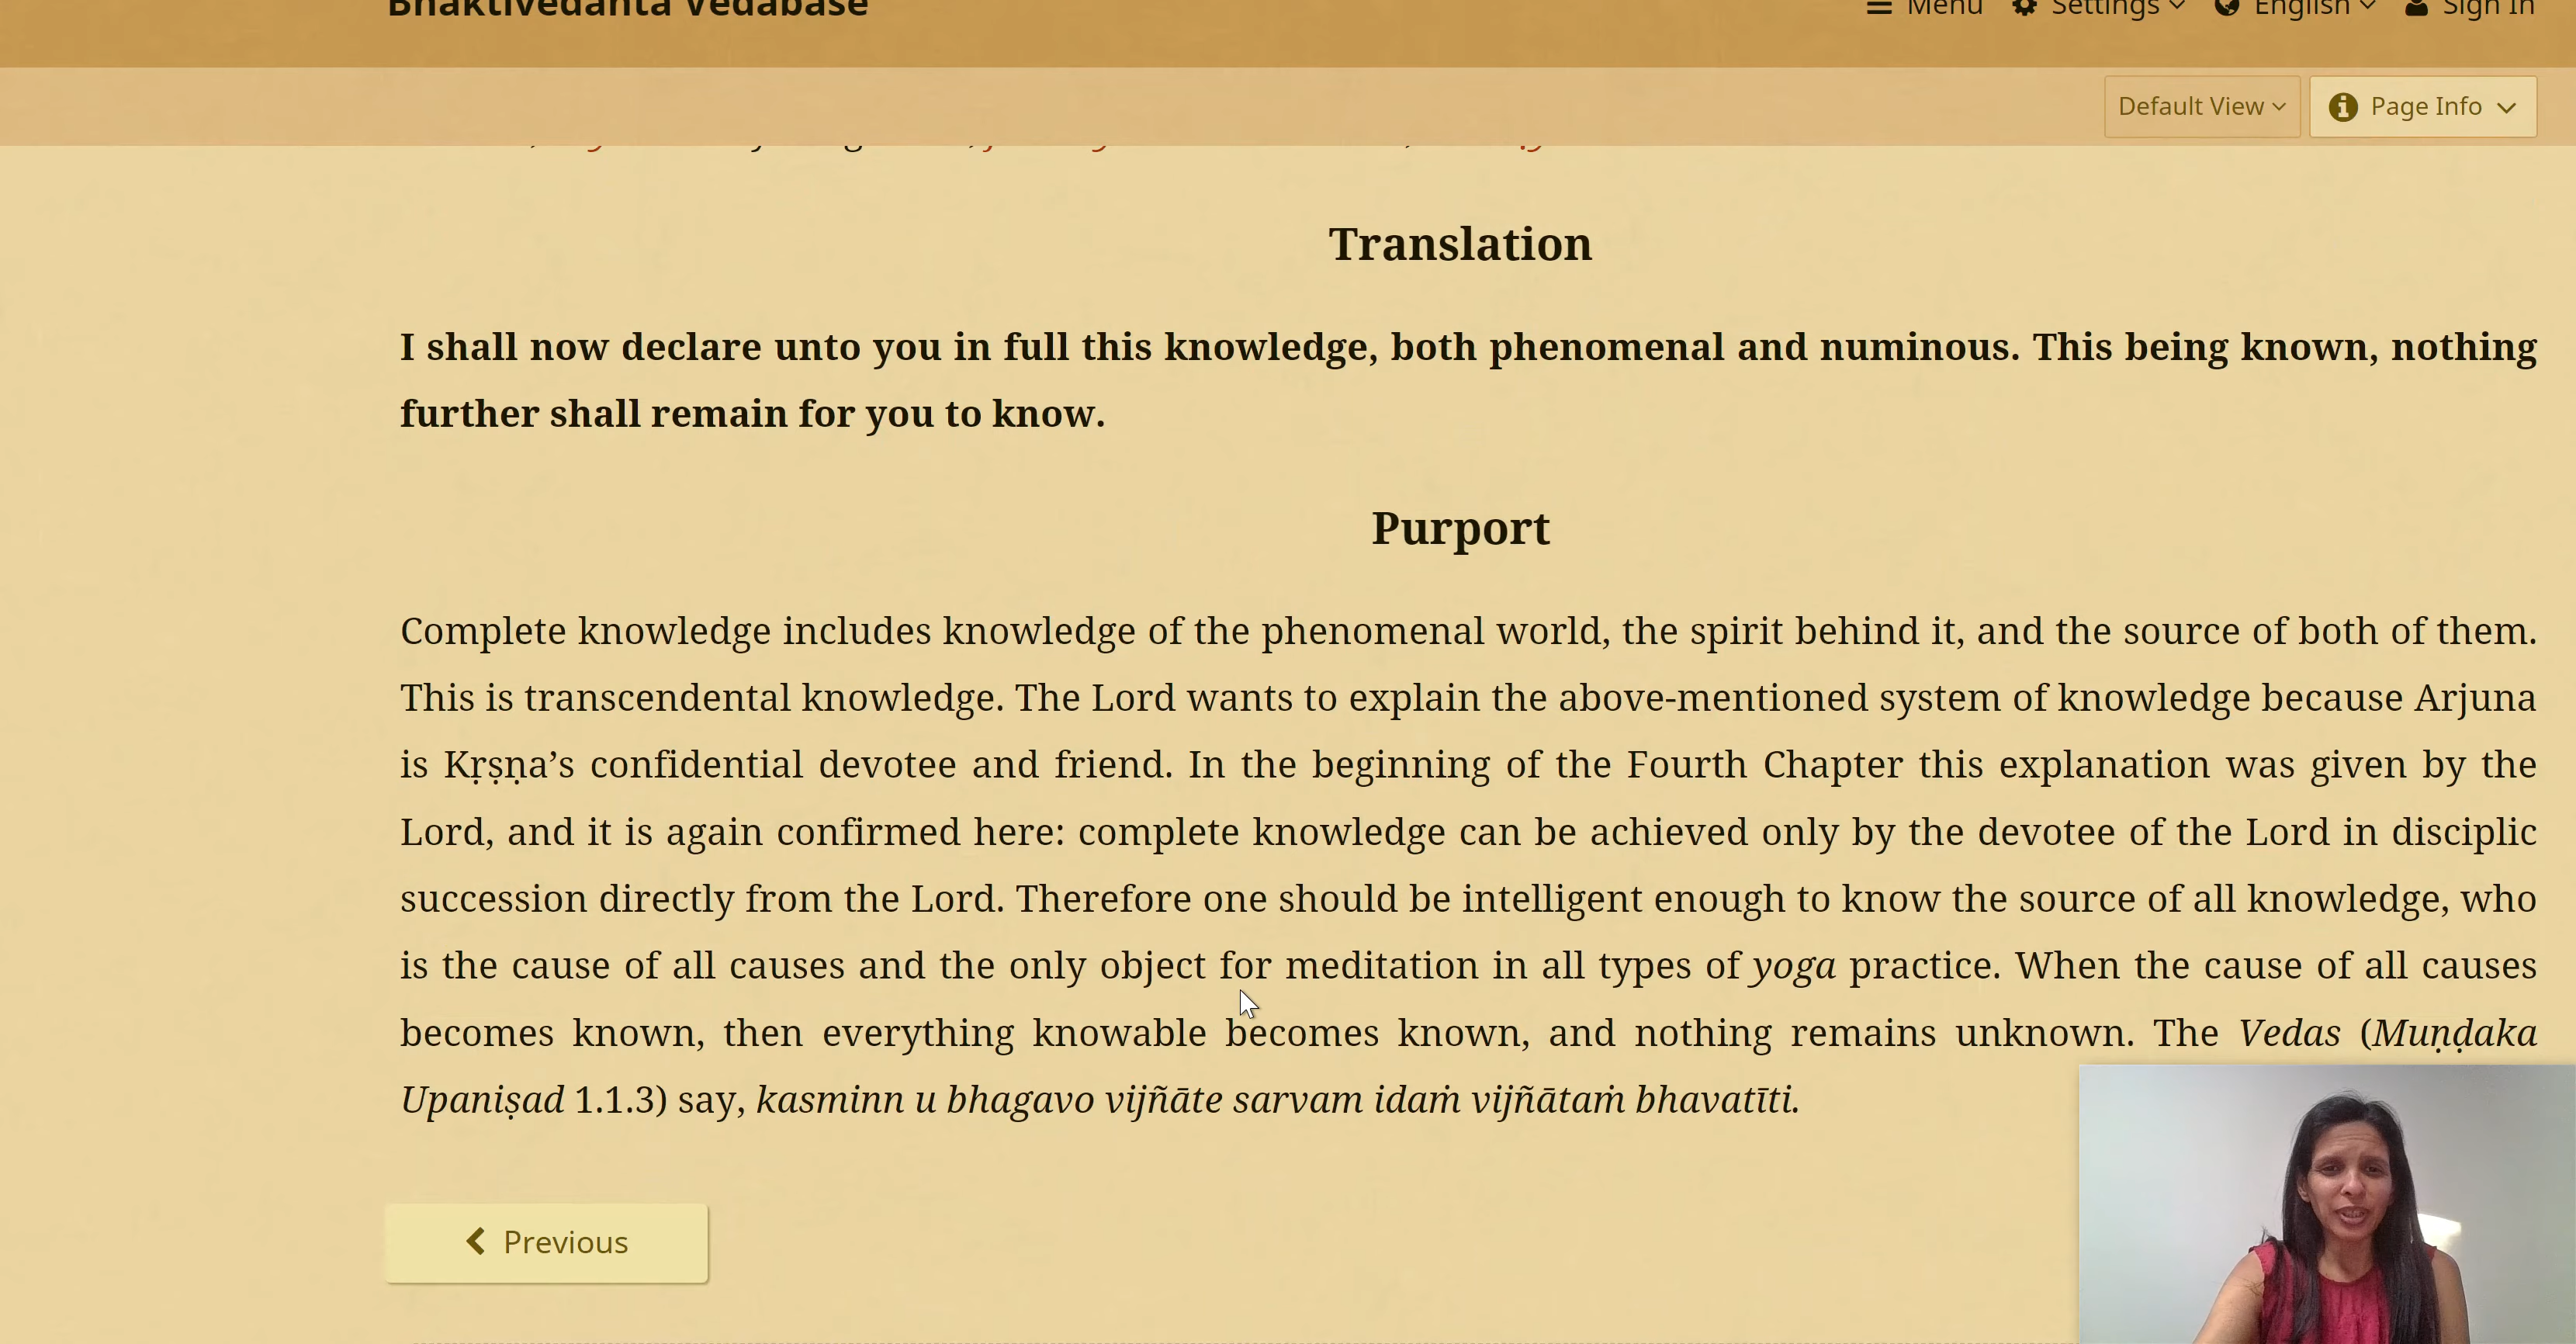 Bhaktivedanta Vedabase
Menu Settings English Sign In
Default View Page Info
Translation
I shall now declare unto you in full this knowledge, both phenomenal and numinous. This being known, nothing
further shall remain for you to know.
Purport
Complete knowledge includes knowledge of the phenomenal world, the spirit behind it, and the source of both of them.
This is transcendental knowledge. The Lord wants to explain the above-mentioned system of knowledge because Arjuna
is Kṛṣṇa’s confidential devotee and friend. In the beginning of the Fourth Chapter this explanation was given by the
Lord, and it is again confirmed here: complete knowledge can be achieved only by the devotee of the Lord in disciplic
succession directly from the Lord. Therefore one should be intelligent enough to know the source of all knowledge, who
is the cause of all causes and the only object for meditation in all types of yoga practice. When the cause of all causes
becomes known, then everything knowable becomes known, and nothing remains unknown. The Vedas (Muṇḍaka
Upaniṣad 1.1.3) say, kasminn u bhagavo vijñāte sarvam idaṁ vijñātaṁ bhavatīti.
Previous